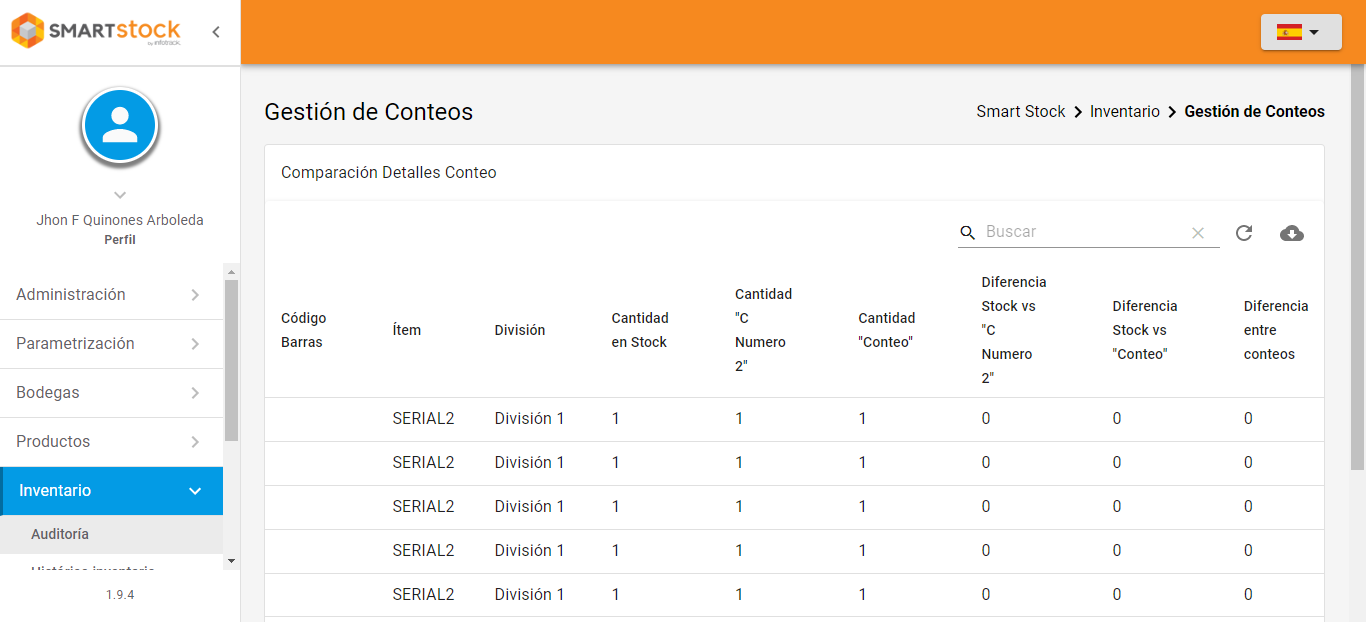 SMARTstock
by infotrack.
Gestión de Conteos
Smart Stock > Inventario > Gestión de Conteos
Jhon F Quinones Arboleda
Perfil
Administración
Parametrización
Bodegas
Productos
Inventario
Auditoría
Histórico inventario
1.9.4
Comparación Detalles Conteo
Buscar
Código
Barras
Ítem
División
Cantidad
en Stock
Cantidad
"C
Numero
2"
Cantidad
"Conteo"
Diferencia
Stock vs
"C
Numero
2"
Diferencia
Stock vs
"Conteo"
Diferencia
entre
conteos
SERIAL2 División 1 1 1 1 0 0 0
SERIAL2 División 1 1 1 1 0 0 0
SERIAL2 División 1 1 1 1 0 0 0
SERIAL2 División 1 1 1 1 0 0 0
SERIAL2 División 1 1 1 1 0 0 0